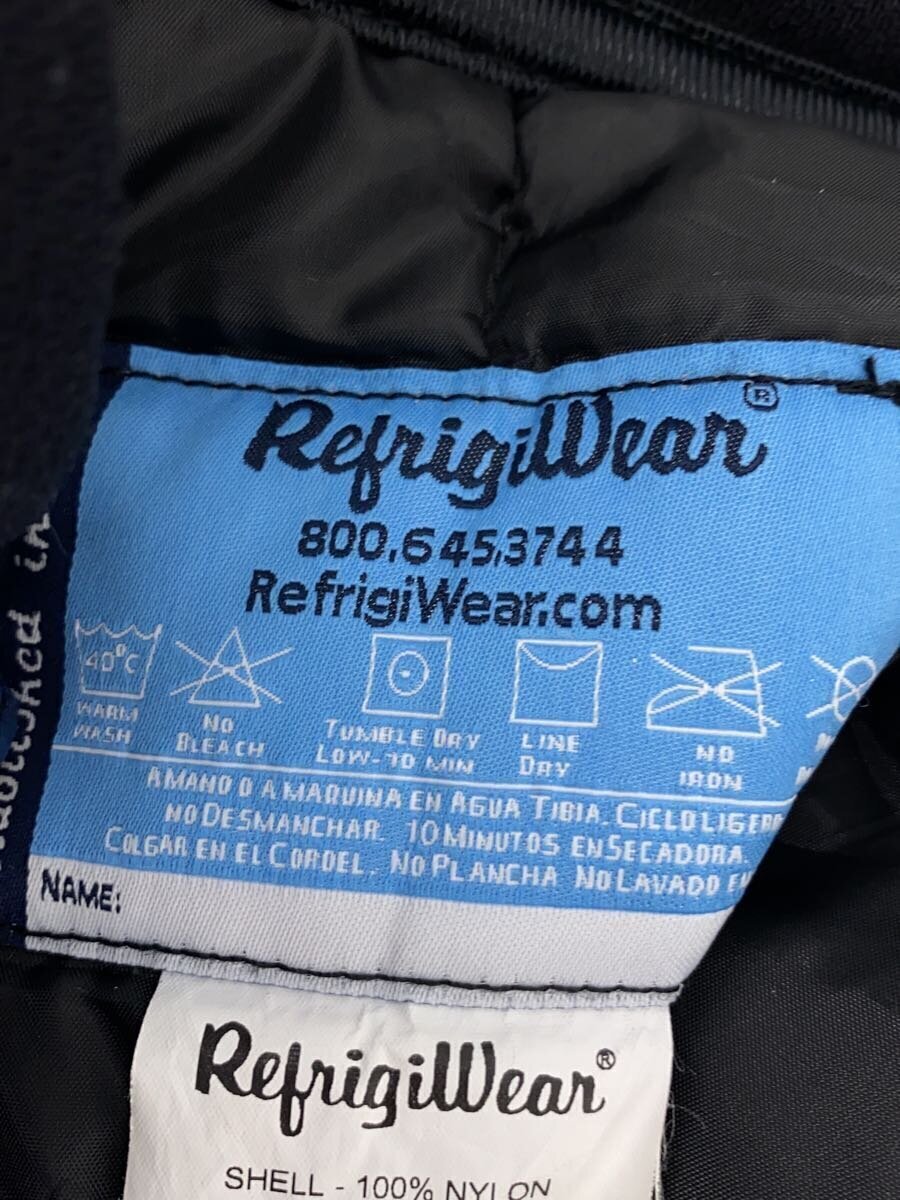 RefrigiWear®
800.645.3744
RefrigiWear.com
40°C
WARM WASH
NO BLEACH
TUMBLE DRY LOW-10 MIN
LINE DRY
NO IRON
A MANO O A MAQUINA EN AGUA TIBIA. CICLO LIGERO
NO DESMANCHAR. 10 MINUTOS EN SECADORA.
COLGAR EN EL CORDEL. NO PLANCHA NO LAVADO EN
NAME:
in
RefrigiWear®
SHELL - 100% NYLON